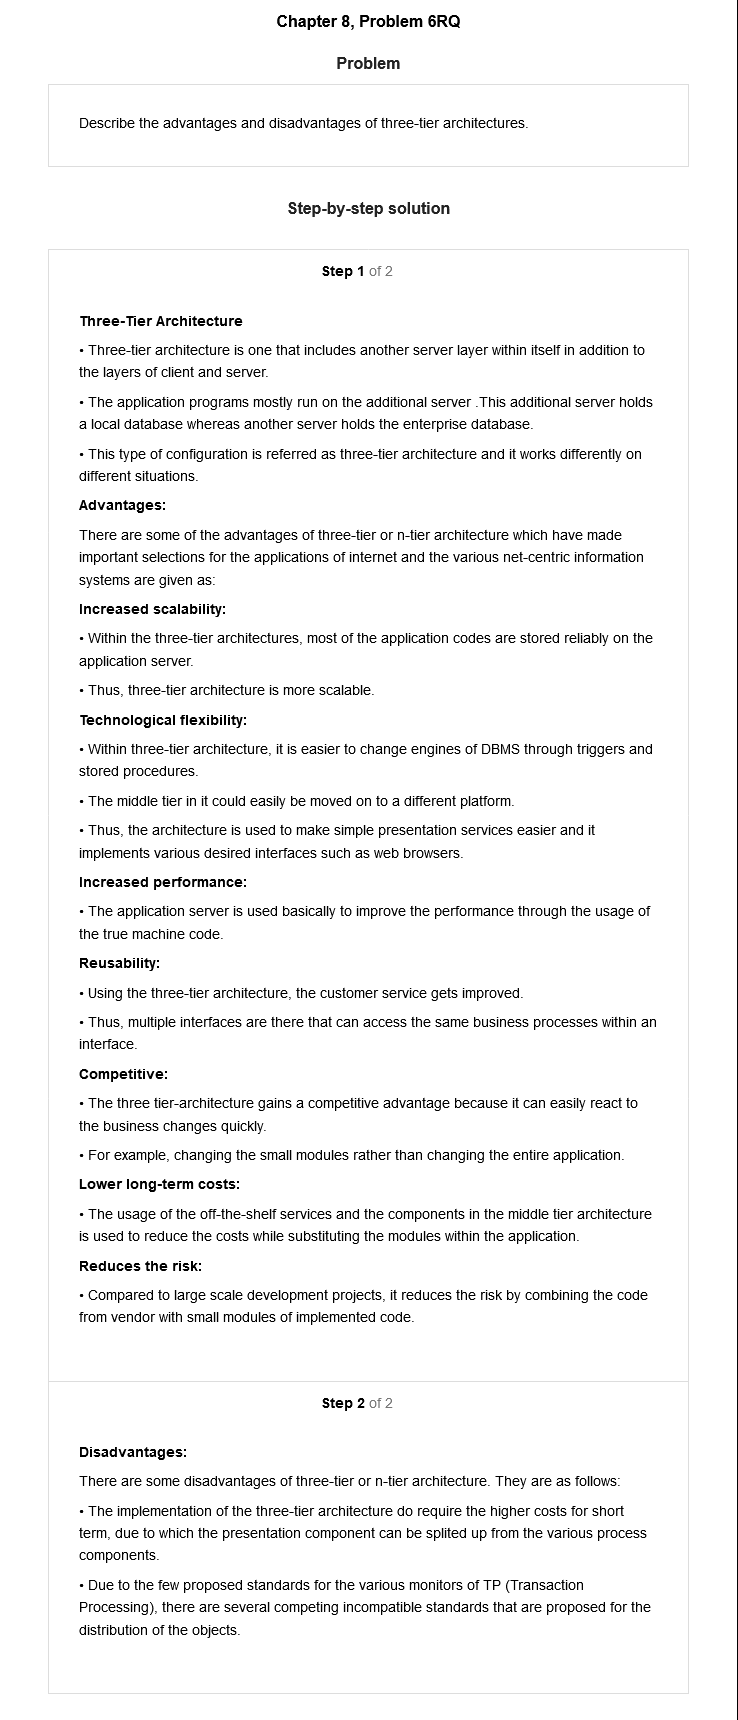 Chapter 8, Problem 6RQ
Problem
Describe the advantages and disadvantages of three-tier architectures.
Step-by-step solution
Step 1 of 2
Three-Tier Architecture
• Three-tier architecture is one that includes another server layer within itself in addition to
the layers of client and server.
• The application programs mostly run on the additional server .This additional server holds
a local database whereas another server holds the enterprise database.
• This type of configuration is referred as three-tier architecture and it works differently on
different situations.
Advantages:
There are some of the advantages of three-tier or n-tier architecture which have made
important selections for the applications of internet and the various net-centric information
systems are given as:
Increased scalability:
• Within the three-tier architectures, most of the application codes are stored reliably on the
application server.
• Thus, three-tier architecture is more scalable.
Technological flexibility:
• Within three-tier architecture, it is easier to change engines of DBMS through triggers and
stored procedures.
• The middle tier in it could easily be moved on to a different platform.
• Thus, the architecture is used to make simple presentation services easier and it
implements various desired interfaces such as web browsers.
Increased performance:
• The application server is used basically to improve the performance through the usage of
the true machine code.
Reusability:
• Using the three-tier architecture, the customer service gets improved.
• Thus, multiple interfaces are there that can access the same business processes within an
interface.
Competitive:
• The three tier-architecture gains a competitive advantage because it can easily react to
the business changes quickly.
• For example, changing the small modules rather than changing the entire application.
Lower long-term costs:
• The usage of the off-the-shelf services and the components in the middle tier architecture
is used to reduce the costs while substituting the modules within the application.
Reduces the risk:
• Compared to large scale development projects, it reduces the risk by combining the code
from vendor with small modules of implemented code.
Step 2 of 2
Disadvantages:
There are some disadvantages of three-tier or n-tier architecture. They are as follows:
• The implementation of the three-tier architecture do require the higher costs for short
term, due to which the presentation component can be splited up from the various process
components.
• Due to the few proposed standards for the various monitors of TP (Transaction
Processing), there are several competing incompatible standards that are proposed for the
distribution of the objects.